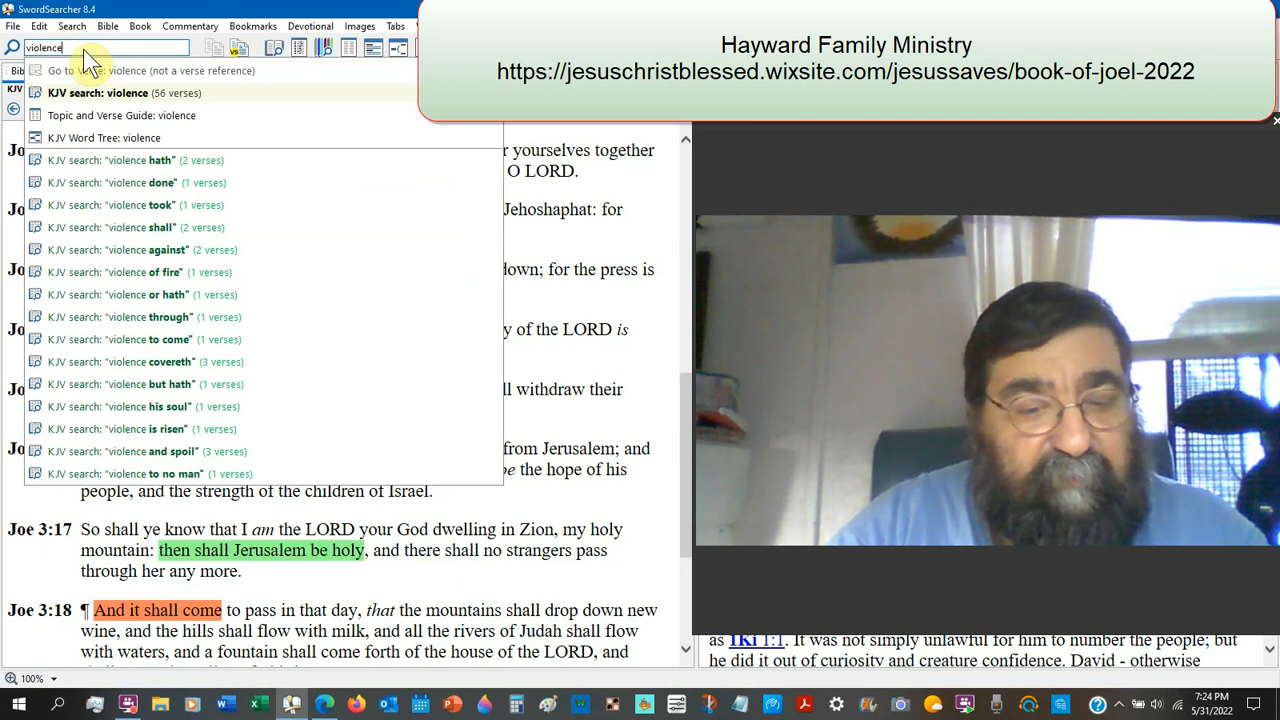 SwordSearcher 8.4
File Edit Search Bible Book Commentary Bookmarks Devotional Images Tabs
violence
Hayward Family Ministry
https://jesuschristblessed.wixsite.com/jesussaves/book-of-joel-2022
Go to Verse: violence (not a verse reference)
KJV search: violence (56 verses)
Topic and Verse Guide: violence
KJV Word Tree: violence
KJV search: "violence hath" (2 verses)
KJV search: "violence done" (1 verses)
KJV search: "violence took" (1 verses)
KJV search: "violence shall" (2 verses)
KJV search: "violence against" (2 verses)
KJV search: "violence of fire" (1 verses)
KJV search: "violence or hath" (1 verses)
KJV search: "violence through" (1 verses)
KJV search: "violence to come" (1 verses)
KJV search: "violence covereth" (3 verses)
KJV search: "violence but hath" (1 verses)
KJV search: "violence his soul" (1 verses)
KJV search: "violence is risen" (1 verses)
KJV search: "violence and spoil" (3 verses)
KJV search: "violence to no man" (1 verses)
yourselves together
O LORD.
Jehoshaphat: for
down; for the press is
of the LORD is
withdraw their
from Jerusalem; and
the hope of his
people, and the strength of the children of Israel.
Joe 3:17 So shall ye know that I am the LORD your God dwelling in Zion, my holy
mountain: then shall Jerusalem be holy, and there shall no strangers pass
through her any more.
Joe 3:18 ¶ And it shall come to pass in that day, that the mountains shall drop down new
wine, and the hills shall flow with milk, and all the rivers of Judah shall flow
with waters, and a fountain shall come forth of the house of the LORD, and
as 1Ki 1:1. It was not simply unlawful for him to number the people; but
he did it out of curiosity and creature confidence. David - otherwise
100%
7:24 PM
5/31/2022